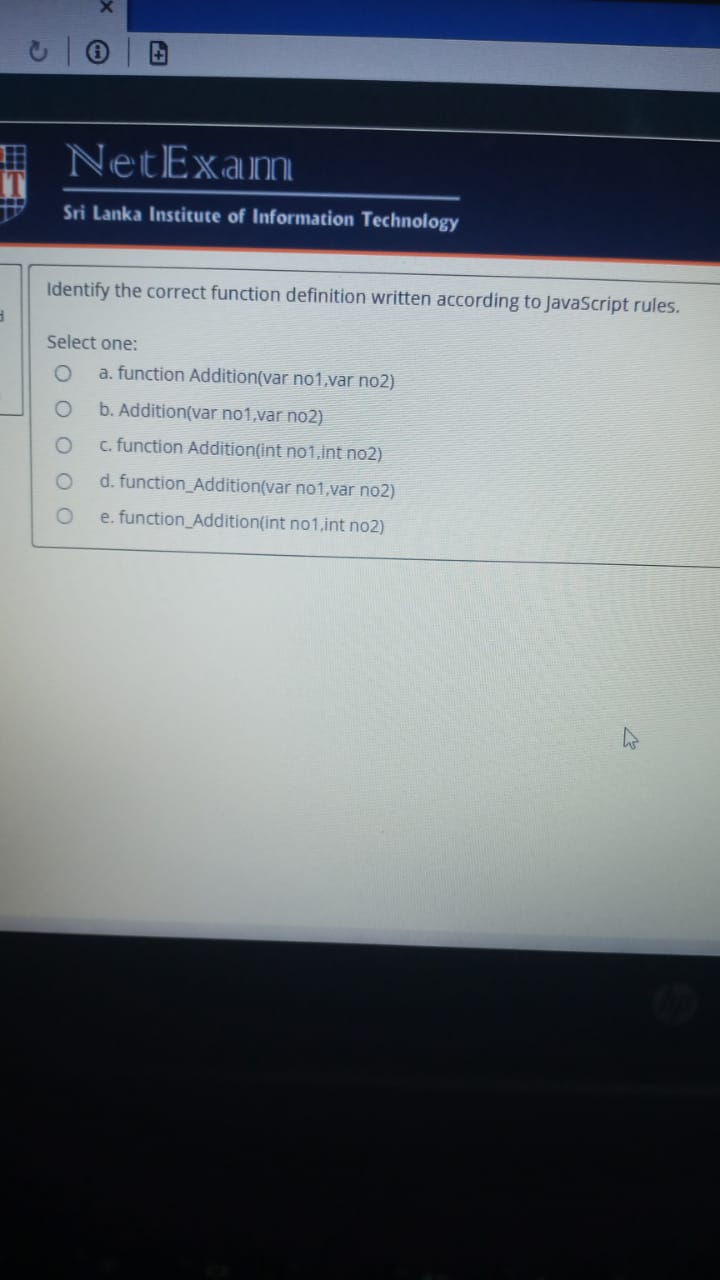 IT
NetExam
Sri Lanka Institute of Information Technology
Identify the correct function definition written according to JavaScript rules.
Select one:
a. function Addition(var no1,var no2)
b. Addition(var no1,var no2)
c. function Addition(int no1,int no2)
d. function_Addition(var no1,var no2)
e. function_Addition(int no1,int no2)